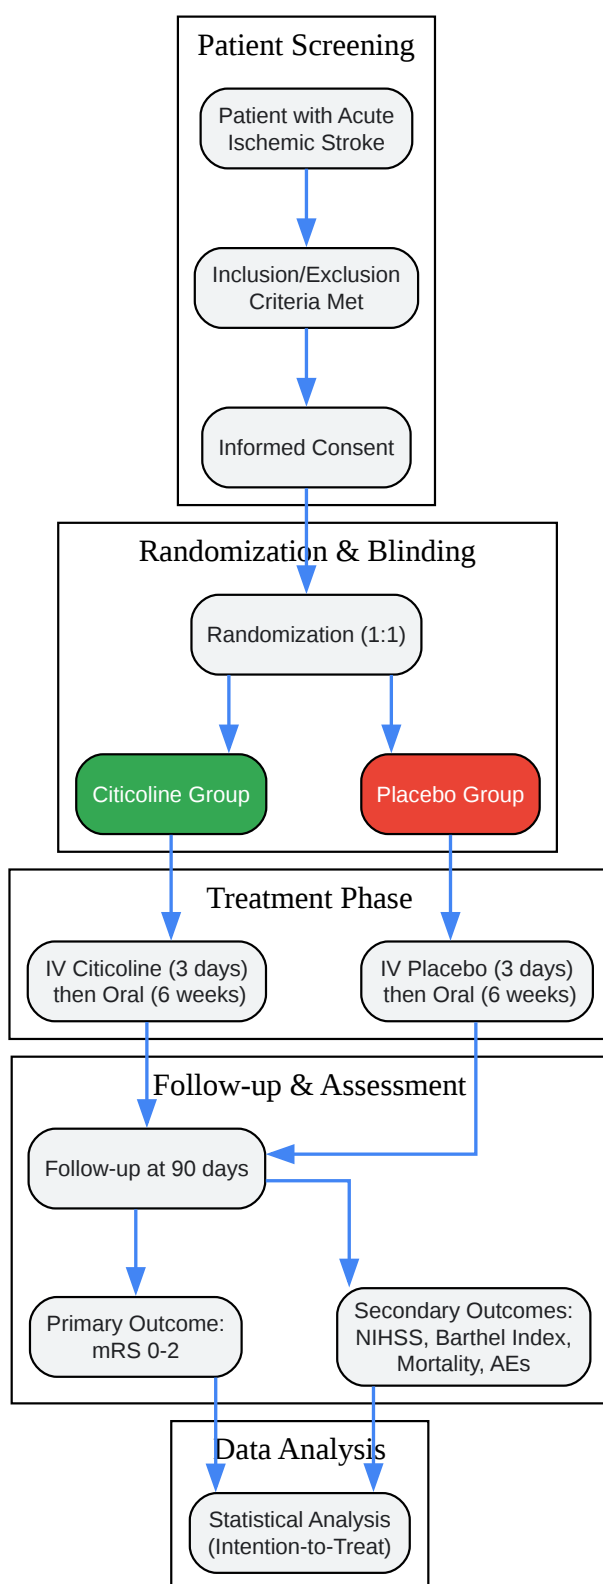 Patient Screening
Patient with Acute
Ischemic Stroke
Inclusion/Exclusion
Criteria Met
Informed Consent
Randomization & Blinding
Randomization (1:1)
Citicoline Group
Placebo Group
Treatment Phase
IV Citicoline (3 days)
then Oral (6 weeks)
IV Placebo (3 days)
then Oral (6 weeks)
Follow-up & Assessment
Follow-up at 90 days
Primary Outcome:
mRS 0-2
Secondary Outcomes:
NIHSS, Barthel Index,
Mortality, AEs
Data Analysis
Statistical Analysis
(Intention-to-Treat)